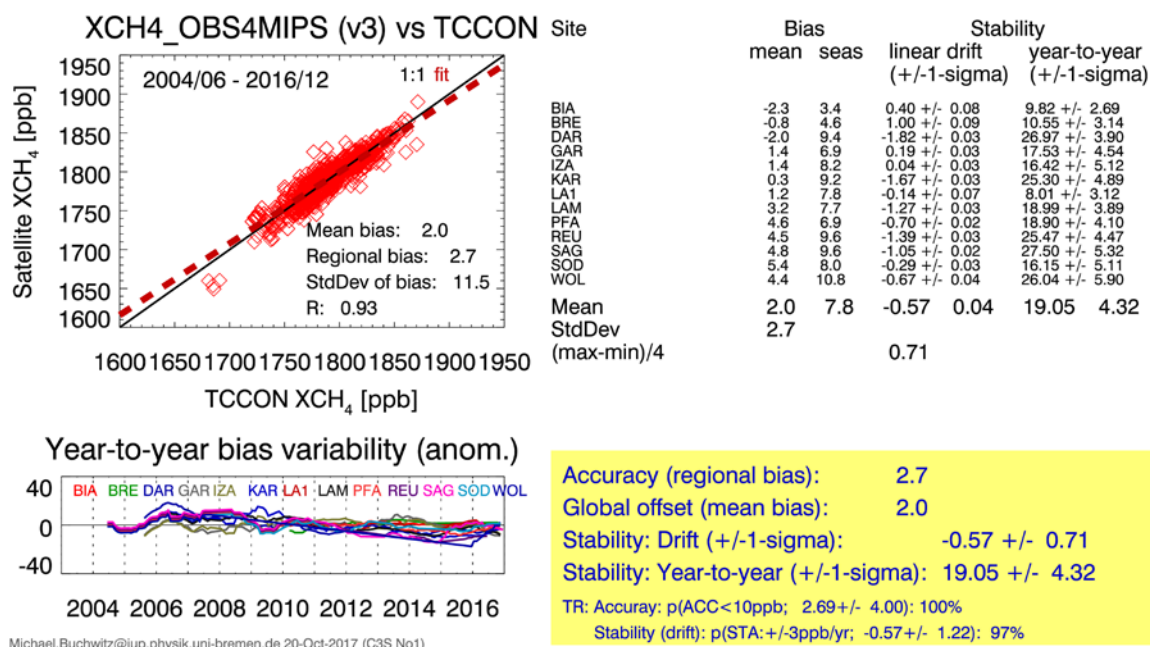 XCH4_OBS4MIPS (v3) vs TCCON
2004/06 - 2016/12
1:1 fit
Satellite XCH₄ [ppb]
1950
1900
1850
1800
1750
1700
1650
1600
Mean bias: 2.0
Regional bias: 2.7
StdDev of bias: 11.5
R: 0.93
1600 1650 1700 1750 1800 1850 1900 1950
TCCON XCH₄ [ppb]
Site Bias Stability
mean seas linear drift year-to-year
(+/-1-sigma) (+/-1-sigma)
BIA -2.3 3.4 0.40 +/- 0.08 9.82 +/- 2.69
BRE -0.8 4.6 1.00 +/- 0.09 10.55 +/- 3.14
DAR -2.0 9.4 -1.82 +/- 0.03 26.97 +/- 3.90
GAR 1.4 6.9 0.19 +/- 0.03 17.53 +/- 4.54
IZA 1.4 8.2 0.04 +/- 0.03 16.42 +/- 5.12
KAR 0.3 9.2 -1.67 +/- 0.03 25.30 +/- 4.89
LA1 1.2 7.8 -0.14 +/- 0.07 8.01 +/- 3.12
LAM 3.2 7.7 -1.27 +/- 0.03 18.99 +/- 3.89
PFA 4.6 6.9 -0.70 +/- 0.02 18.90 +/- 4.10
REU 4.5 9.6 -1.39 +/- 0.03 25.47 +/- 4.47
SAG 4.8 9.6 -1.05 +/- 0.02 27.50 +/- 5.32
SOD 5.4 8.0 -0.29 +/- 0.03 16.15 +/- 5.11
WOL 4.4 10.8 -0.67 +/- 0.04 26.04 +/- 5.90
Mean 2.0 7.8 -0.57 0.04 19.05 4.32
StdDev 2.7
(max-min)/4 0.71
Year-to-year bias variability (anom.)
40
0
-40
BIA BRE DAR GAR IZA KAR LA1 LAM PFA REU SAG SOD WOL
2004 2006 2008 2010 2012 2014 2016
Michael.Buchwitz@iup.physik.uni-bremen.de 20-Oct-2017 (C3S No1)
Accuracy (regional bias): 2.7
Global offset (mean bias): 2.0
Stability: Drift (+/-1-sigma): -0.57 +/- 0.71
Stability: Year-to-year (+/-1-sigma): 19.05 +/- 4.32
TR: Accuray: p(ACC<10ppb; 2.69+/- 4.00): 100%
Stability (drift): p(STA:+/-3ppb/yr; -0.57+/- 1.22): 97%